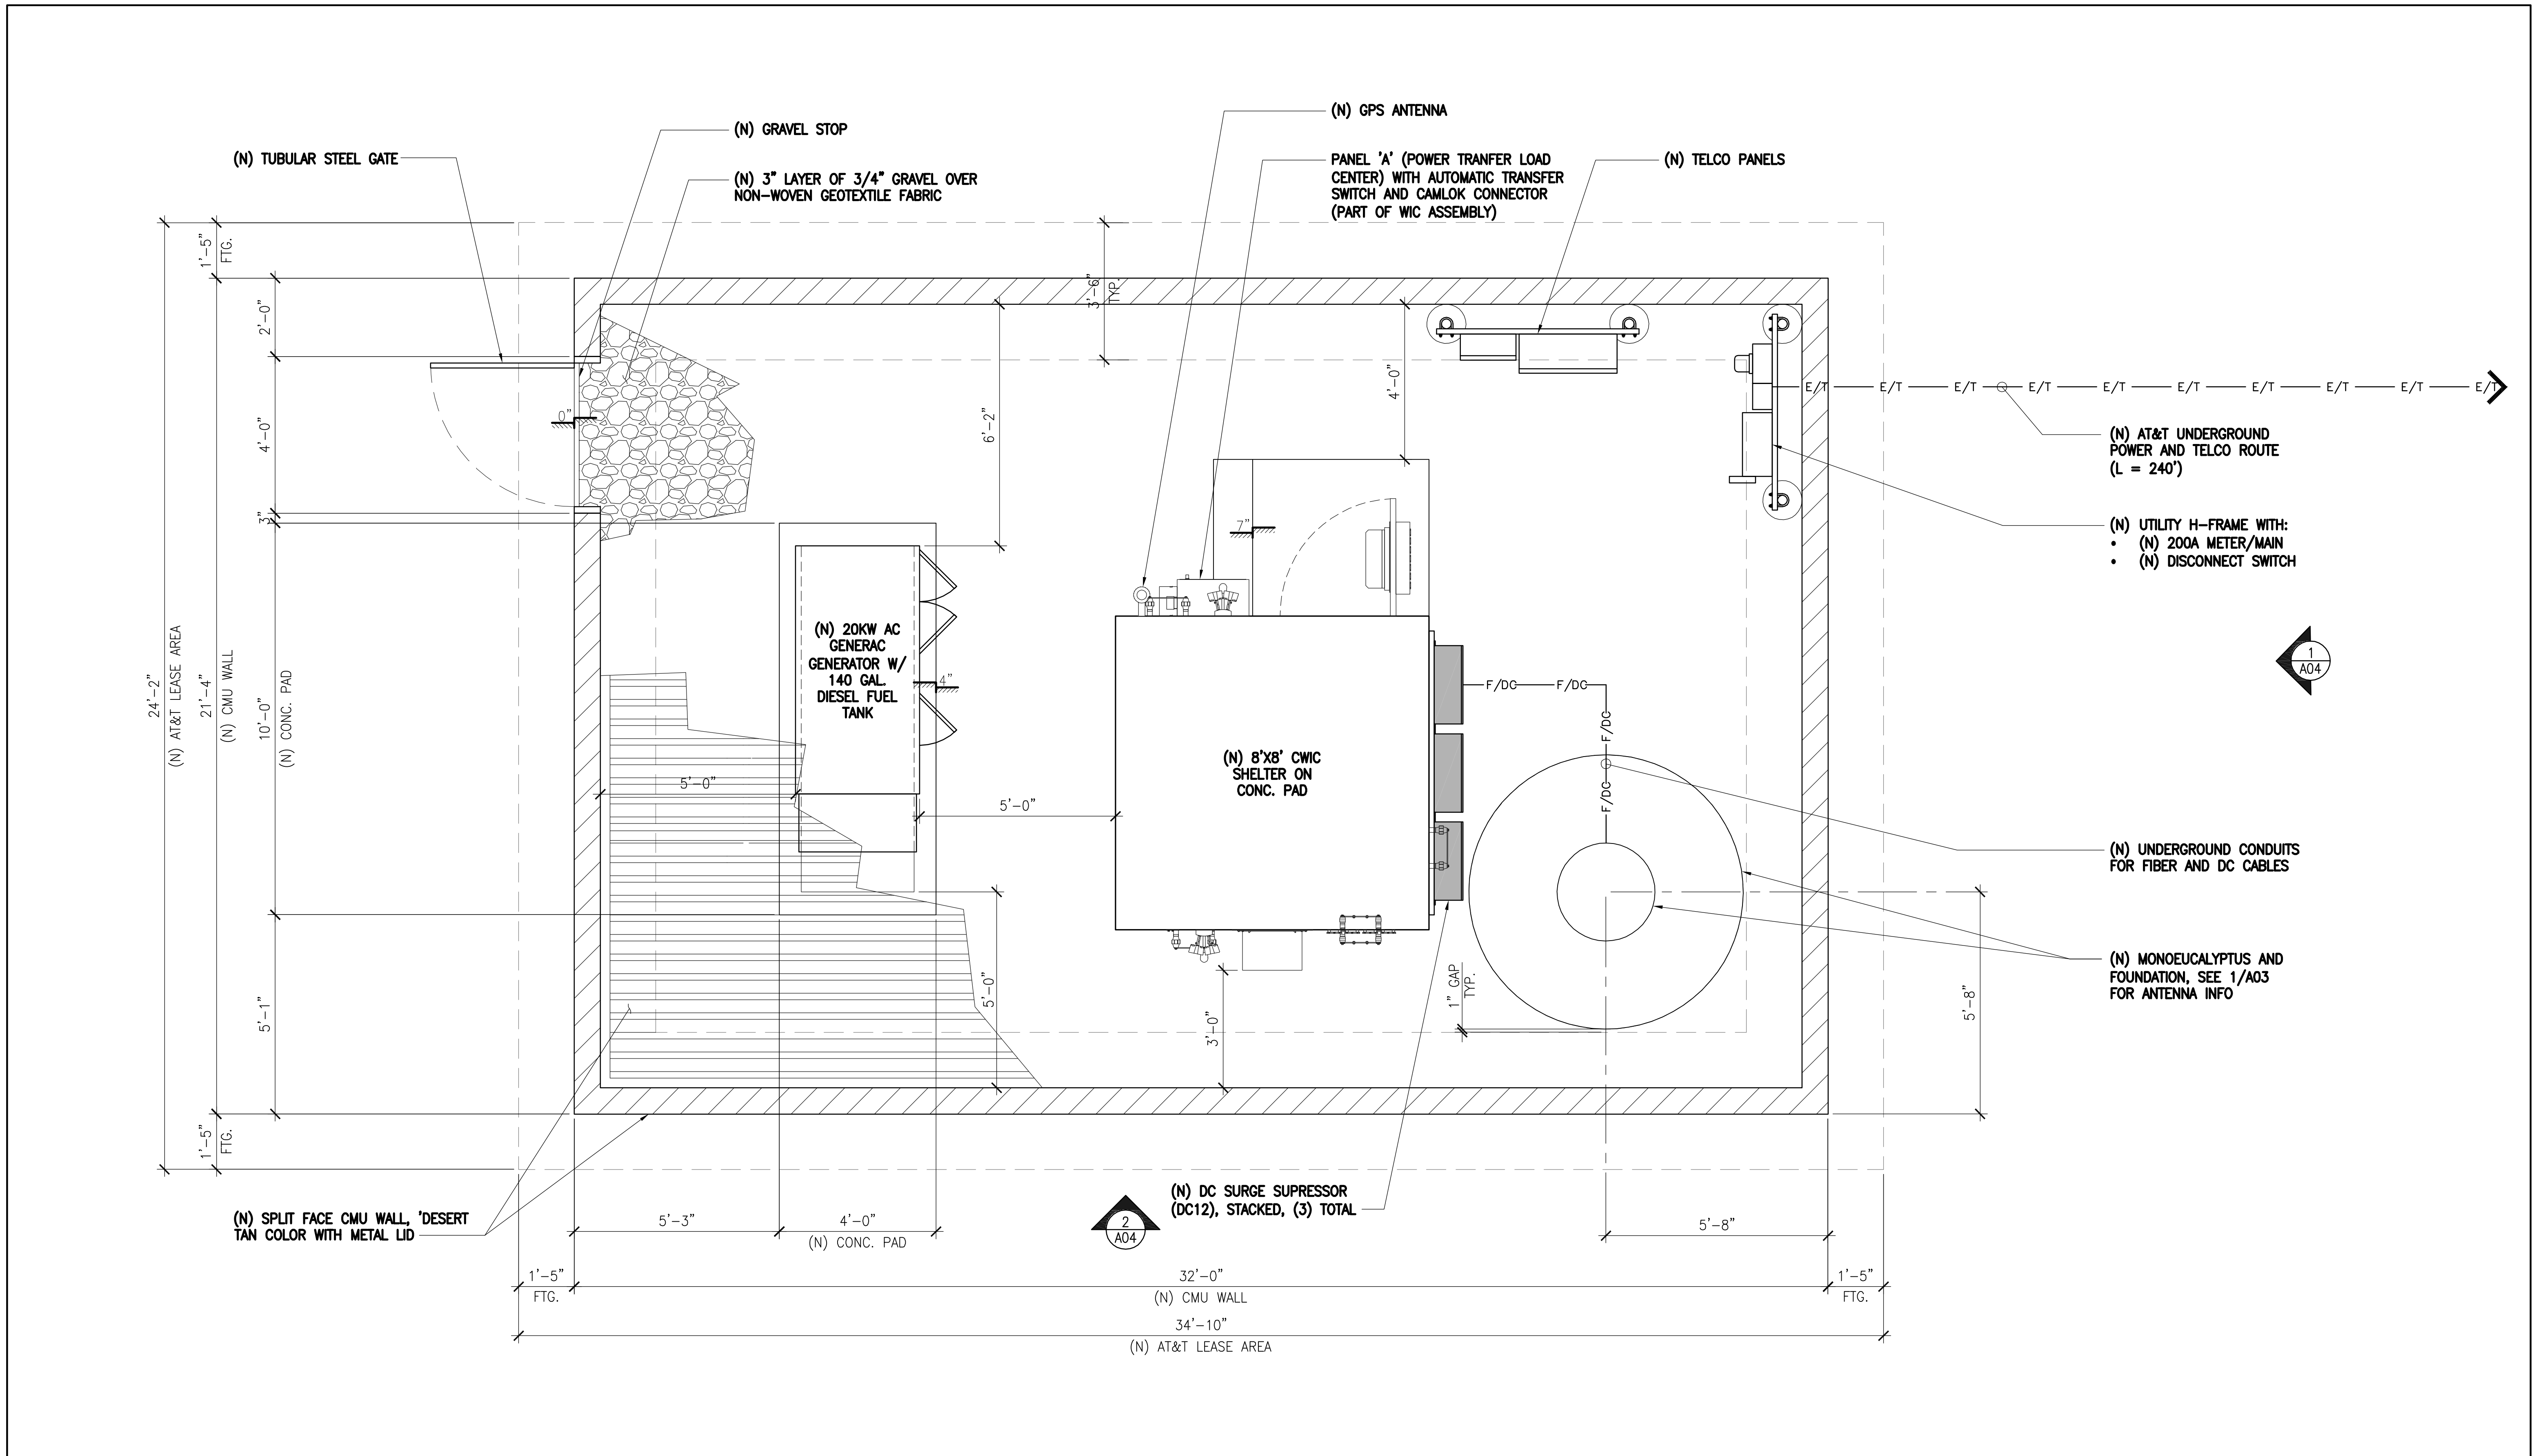 (N) GPS ANTENNA
(N) GRAVEL STOP
(N) TUBULAR STEEL GATE
PANEL 'A' (POWER TRANFER LOAD
CENTER) WITH AUTOMATIC TRANSFER
SWITCH AND CAMLOK CONNECTOR
(PART OF WIC ASSEMBLY)
(N) TELCO PANELS
(N) 3" LAYER OF 3/4" GRAVEL OVER
NON-WOVEN GEOTEXTILE FABRIC
1'-5"
FTG.
3'-6"
TYP.
2'-0"
4'-0"
4'-0"
6'-2"
0"
3"
7"
E/T E/T E/T E/T E/T E/T E/T E/T E/T E/T
(N) AT&T UNDERGROUND
POWER AND TELCO ROUTE
(L = 240')
(N) UTILITY H-FRAME WITH:
• (N) 200A METER/MAIN
• (N) DISCONNECT SWITCH
24'-2"
(N) AT&T LEASE AREA
21'-4"
(N) CMU WALL
10'-0"
(N) CONC. PAD
(N) 20KW AC
GENERAC
GENERATOR W/
140 GAL.
DIESEL FUEL
TANK
4"
1
A04
F/DC F/DC
F/DC
F/DC
(N) 8'X8' CWIC
SHELTER ON
CONC. PAD
5'-0"
5'-0"
(N) UNDERGROUND CONDUITS
FOR FIBER AND DC CABLES
(N) MONOEUCALYPTUS AND
FOUNDATION, SEE 1/A03
FOR ANTENNA INFO
5'-1"
5'-0"
3'-0"
1" GAP
TYP.
5'-8"
1'-5"
FTG.
(N) SPLIT FACE CMU WALL, 'DESERT
TAN COLOR WITH METAL LID
(N) DC SURGE SUPRESSOR
(DC12), STACKED, (3) TOTAL
2
A04
5'-3"
4'-0"
(N) CONC. PAD
5'-8"
1'-5"
FTG.
32'-0"
(N) CMU WALL
1'-5"
FTG.
34'-10"
(N) AT&T LEASE AREA